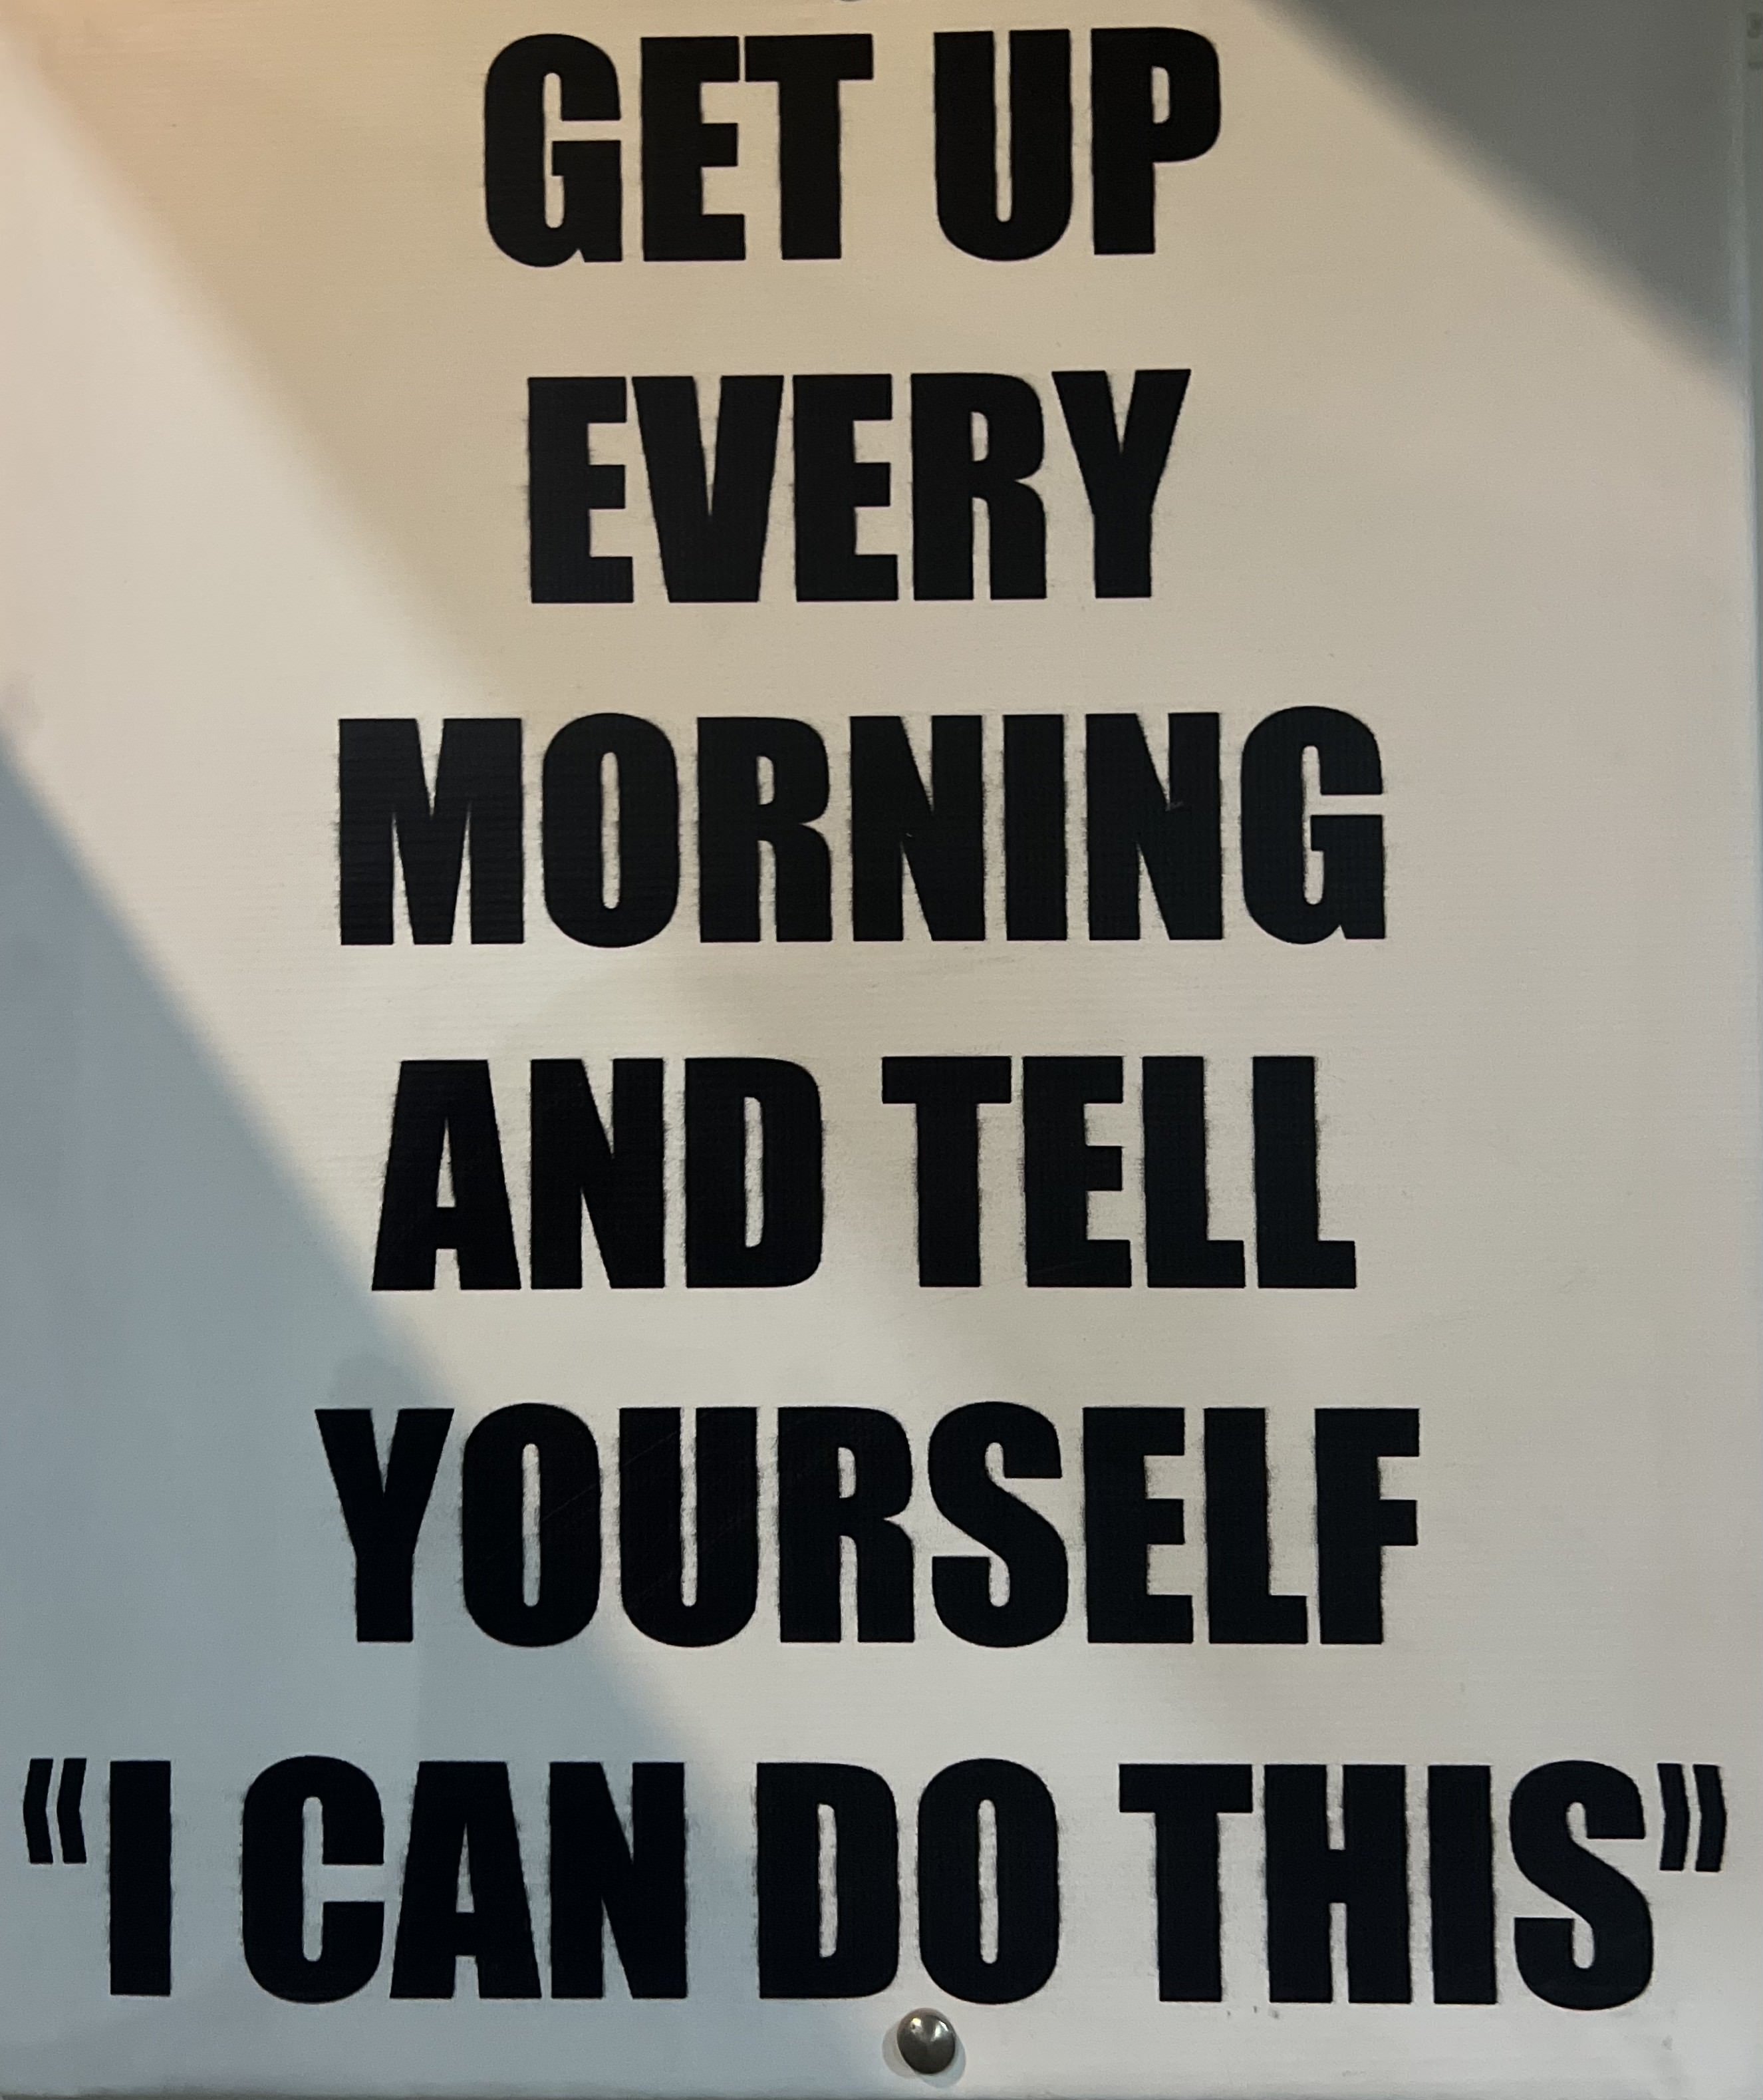 GET UP
EVERY
MORNING
AND TELL
YOURSELF
“I CAN DO THIS”